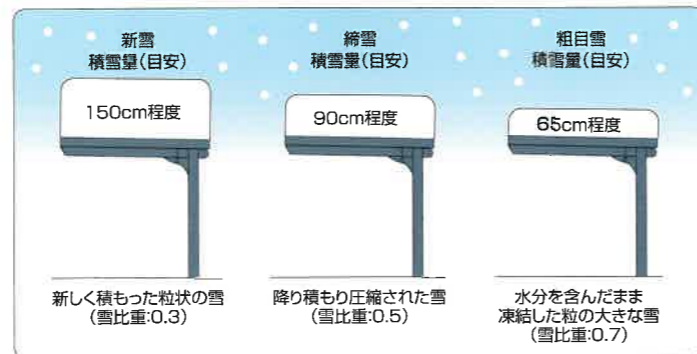 新雪
積雪量(目安)
150cm程度
新しく積もった粒状の雪
(雪比重:0.3)
締雪
積雪量(目安)
90cm程度
降り積もり圧縮された雪
(雪比重:0.5)
粗目雪
積雪量(目安)
65cm程度
水分を含んだまま
凍結した粒の大きな雪
(雪比重:0.7)